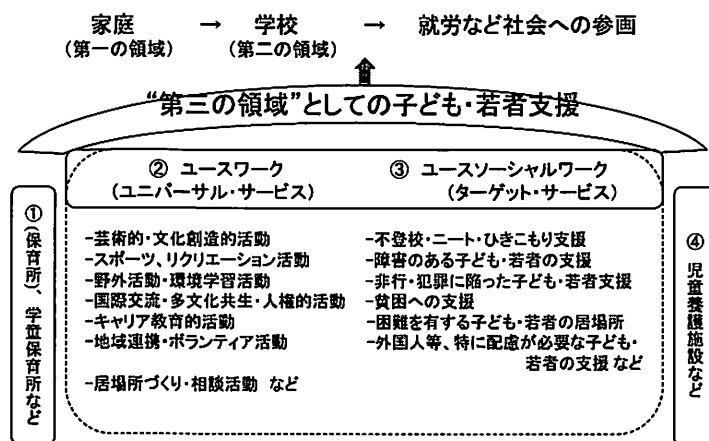 家庭 → 学校 → 就労など社会への参画
(第一の領域) (第二の領域)
“第三の領域”としての子ども・若者支援
② ユースワーク
(ユニバーサル・サービス)
③ ユースソーシャルワーク
(ターゲット・サービス)
①(保育所)、学童保育所など
-芸術的・文化創造的活動
-スポーツ、リクリエーション活動
-野外活動・環境学習活動
-国際交流・多文化共生・人権的活動
-キャリア教育的活動
-地域連携・ボランティア活動
-居場所づくり・相談活動 など
-不登校・ニート・ひきこもり支援
-障害のある子ども・若者の支援
-非行・犯罪に陥った子ども・若者支援
-貧困への支援
-困難を有する子ども・若者の居場所
-外国人等、特に配慮が必要な子ども・
若者の支援 など
④ 児童養護施設など